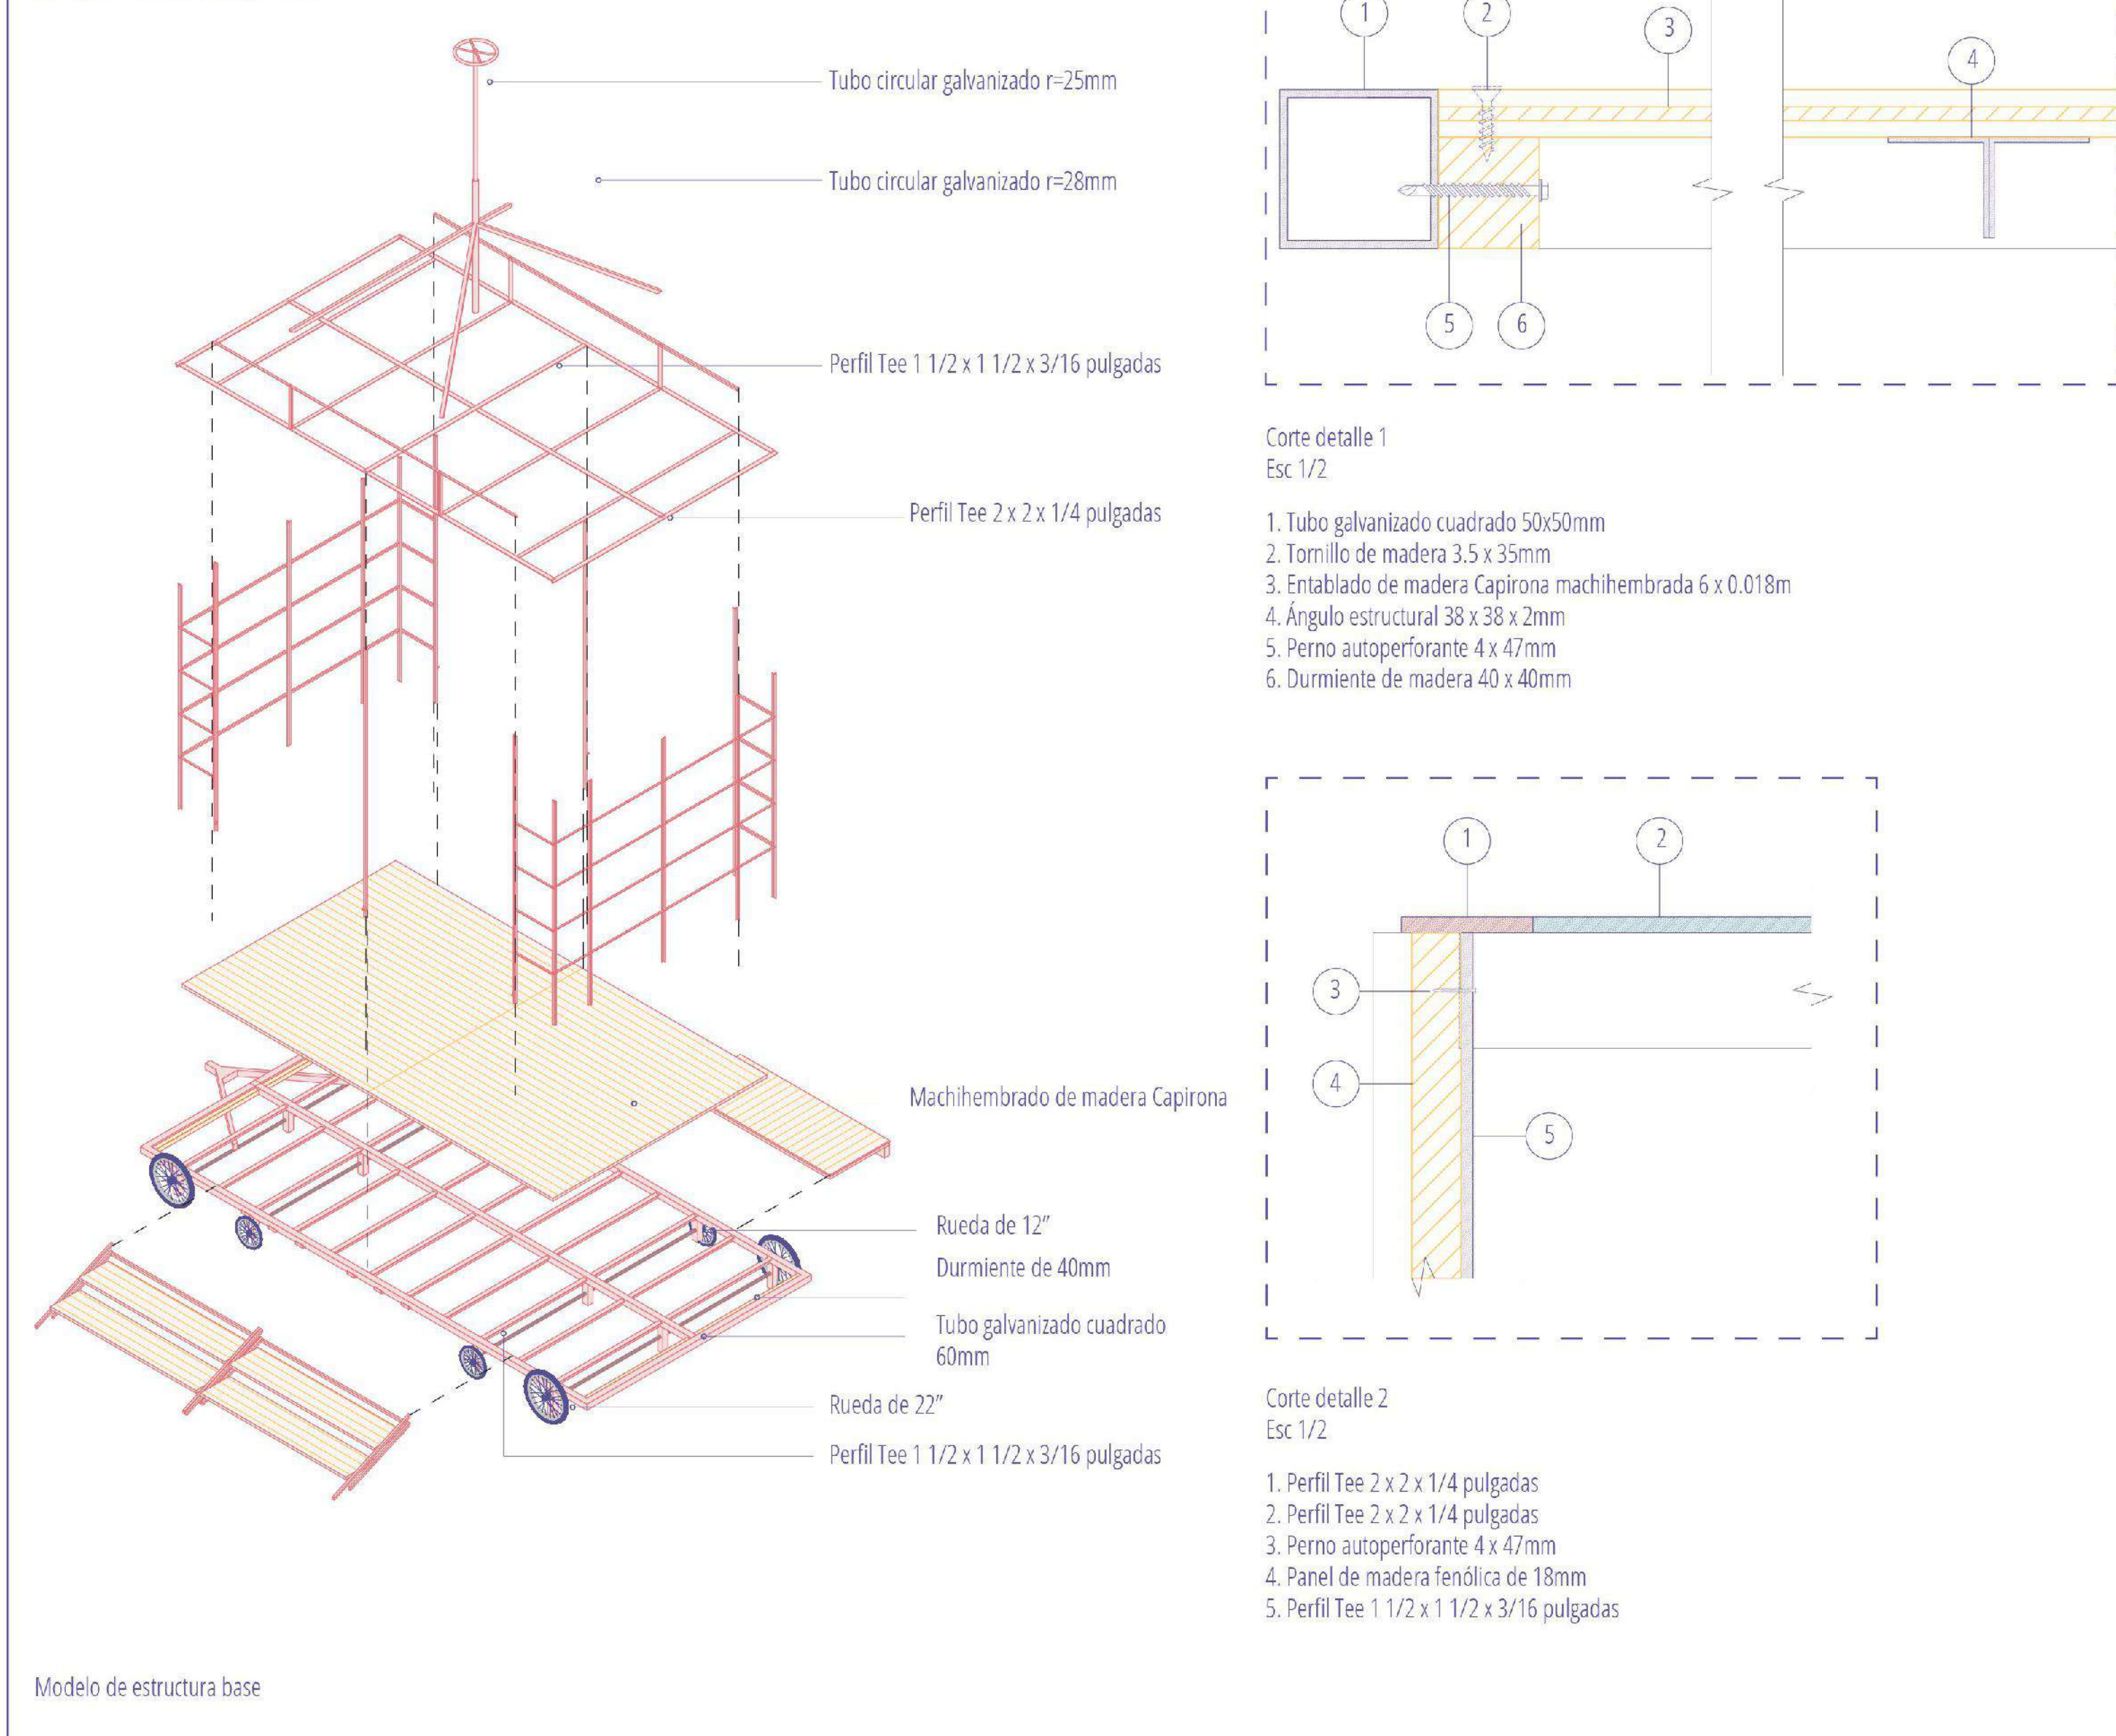 Tubo circular galvanizado r=25mm
Tubo circular galvanizado r=28mm
Perfil Tee 1 1/2 x 1 1/2 x 3/16 pulgadas
Perfil Tee 2 x 2 x 1/4 pulgadas
Machihembrado de madera Capirona
Rueda de 12”
Durmiente de 40mm
Tubo galvanizado cuadrado
60mm
Rueda de 22”
Perfil Tee 1 1/2 x 1 1/2 x 3/16 pulgadas
Modelo de estructura base
1
2
3
4
5
6
Corte detalle 1
Esc 1/2
1. Tubo galvanizado cuadrado 50x50mm
2. Tornillo de madera 3.5 x 35mm
3. Entablado de madera Capirona machihembrada 6 x 0.018m
4. Ángulo estructural 38 x 38 x 2mm
5. Perno autoperforante 4 x 47mm
6. Durmiente de madera 40 x 40mm
1
2
3
4
5
Corte detalle 2
Esc 1/2
1. Perfil Tee 2 x 2 x 1/4 pulgadas
2. Perfil Tee 2 x 2 x 1/4 pulgadas
3. Perno autoperforante 4 x 47mm
4. Panel de madera fenólica de 18mm
5. Perfil Tee 1 1/2 x 1 1/2 x 3/16 pulgadas